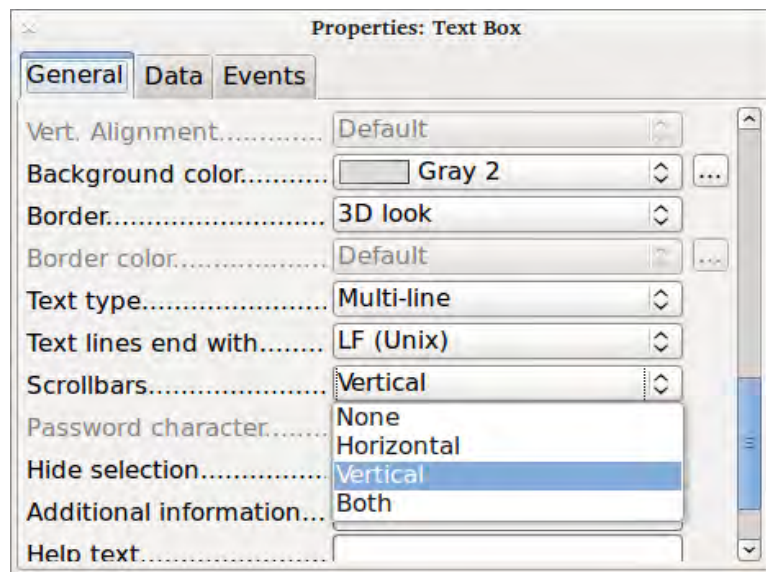 Properties: Text Box
General Data Events
Vert. Alignment............. Default
Background color........... Gray 2 ...
Border.......................... 3D look
Border color.................. Default ...
Text type...................... Multi-line
Text lines end with........ LF (Unix)
Scrollbars..................... Vertical
Password character.......
None
Horizontal
Hide selection..............
Vertical
Additional information...
Both
Help text......................